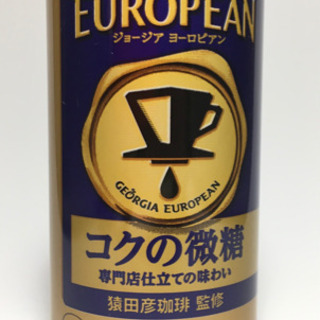 EUROPEAN
ジョージア ヨーロピアン
GEORGIA EUROPEAN
コクの微糖
専門店仕立ての味わい
猿田彦珈琲 監修